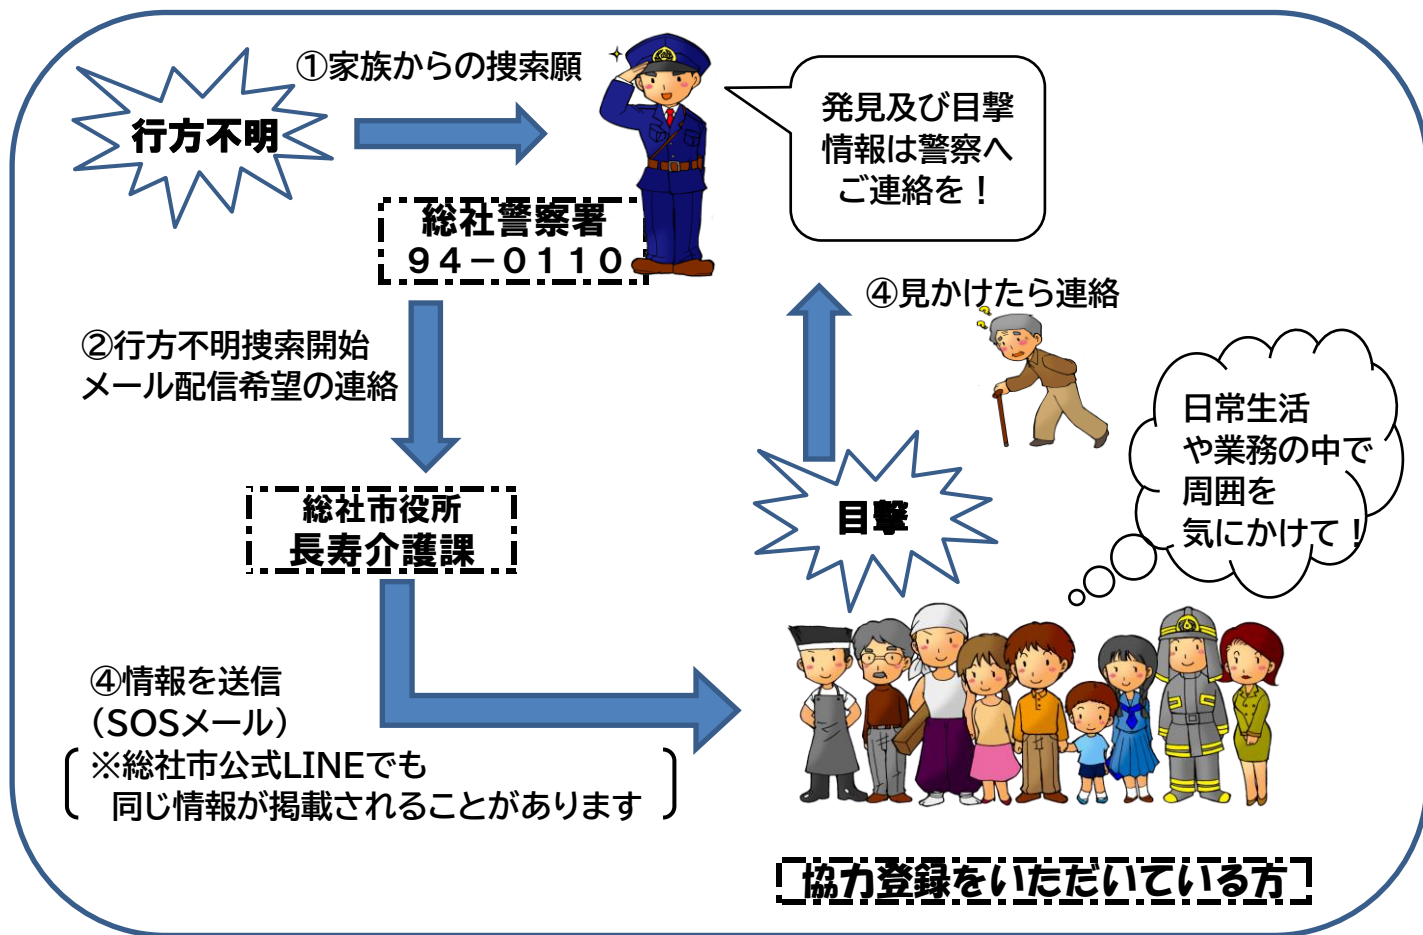 ①家族からの捜索願
行方不明
発見及び目撃
情報は警察へ
ご連絡を！
総社警察署
９４－０１１０
④見かけたら連絡
②行方不明捜索開始
メール配信希望の連絡
日常生活
や業務の中で
周囲を
気にかけて！
総社市役所
長寿介護課
目撃
④情報を送信
（SOSメール）
※総社市公式LINEでも
同じ情報が掲載されることがあります
協力登録をいただいている方